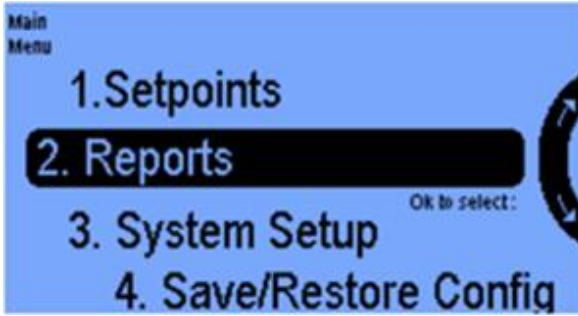 Main
Menu
1.Setpoints
2. Reports
Ok to select:
3. System Setup
4. Save/Restore Config